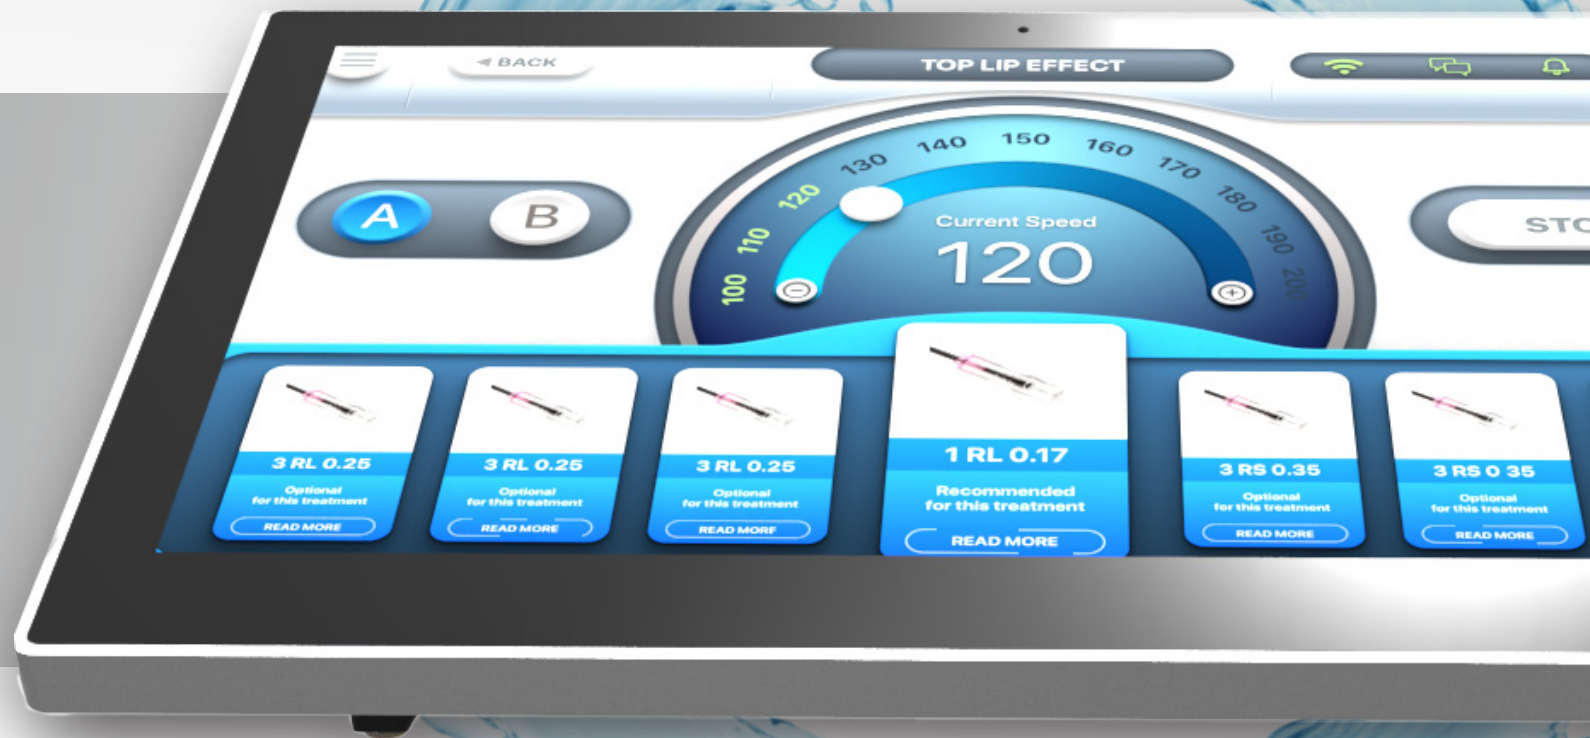 BACK
TOP LIP EFFECT
A
B
100
110
120
130
140
150
160
170
180
190
200
Current Speed
120
STO
3 RL 0.25
Optional
for this treatment
READ MORE
3 RL 0.25
Optional
for this treatment
READ MORE
3 RL 0.25
Optional
for this treatment
READ MORE
1 RL 0.17
Recommended
for this treatment
READ MORE
3 RS 0.35
Optional
for this treatment
READ MORE
3 RS 0 35
Optional
for this treatment
READ MORE